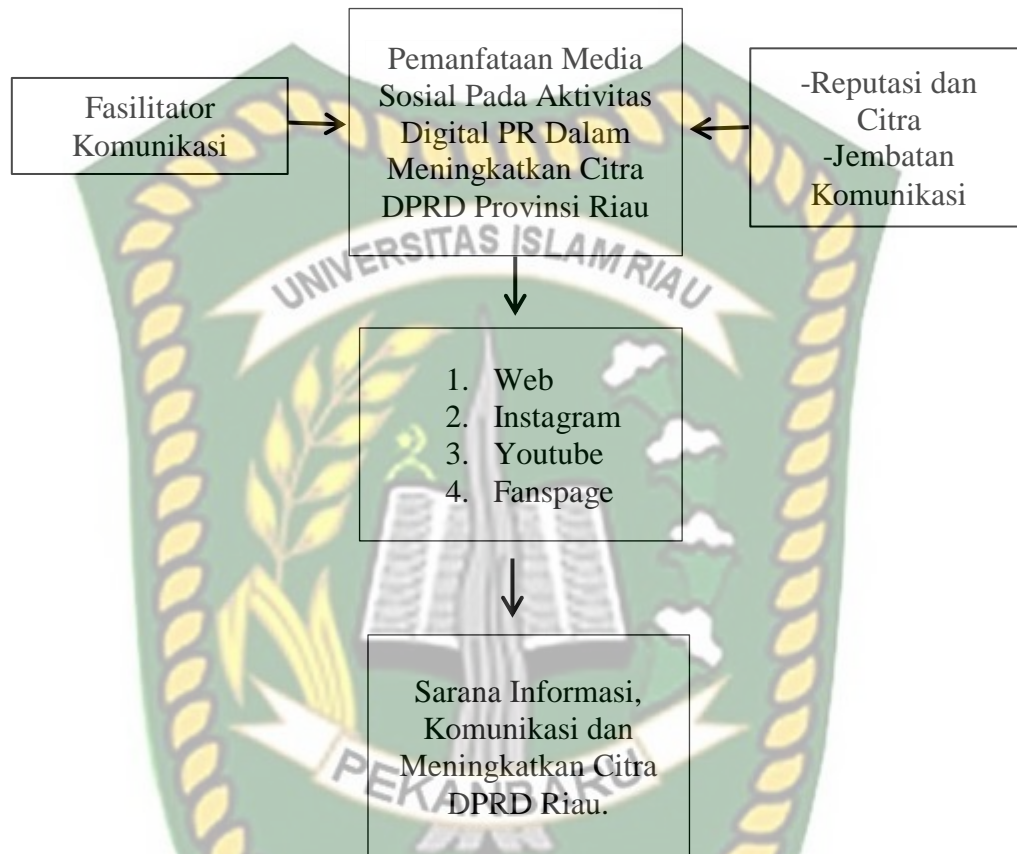 Fasilitator
Komunikasi
Pemanfataan Media
Sosial Pada Aktivitas
Digital PR Dalam
Meningkatkan Citra
DPRD Provinsi Riau
-Reputasi dan
Citra
-Jembatan
Komunikasi
UNIVERSITAS ISLAM RIAU
1. Web
2. Instagram
3. Youtube
4. Fanspage
Sarana Informasi,
Komunikasi dan
Meningkatkan Citra
DPRD Riau.
PEKANBARU